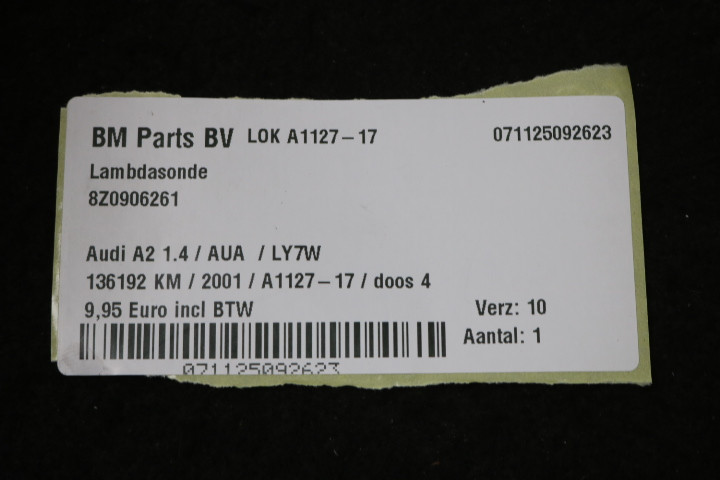 BM Parts BV LOK A1127-17 071125092623
Lambdasonde
8Z0906261
Audi A2 1.4 / AUA / LY7W
136192 KM / 2001 / A1127-17 / doos 4
9,95 Euro incl BTW Verz: 10
Aantal: 1
071125092623